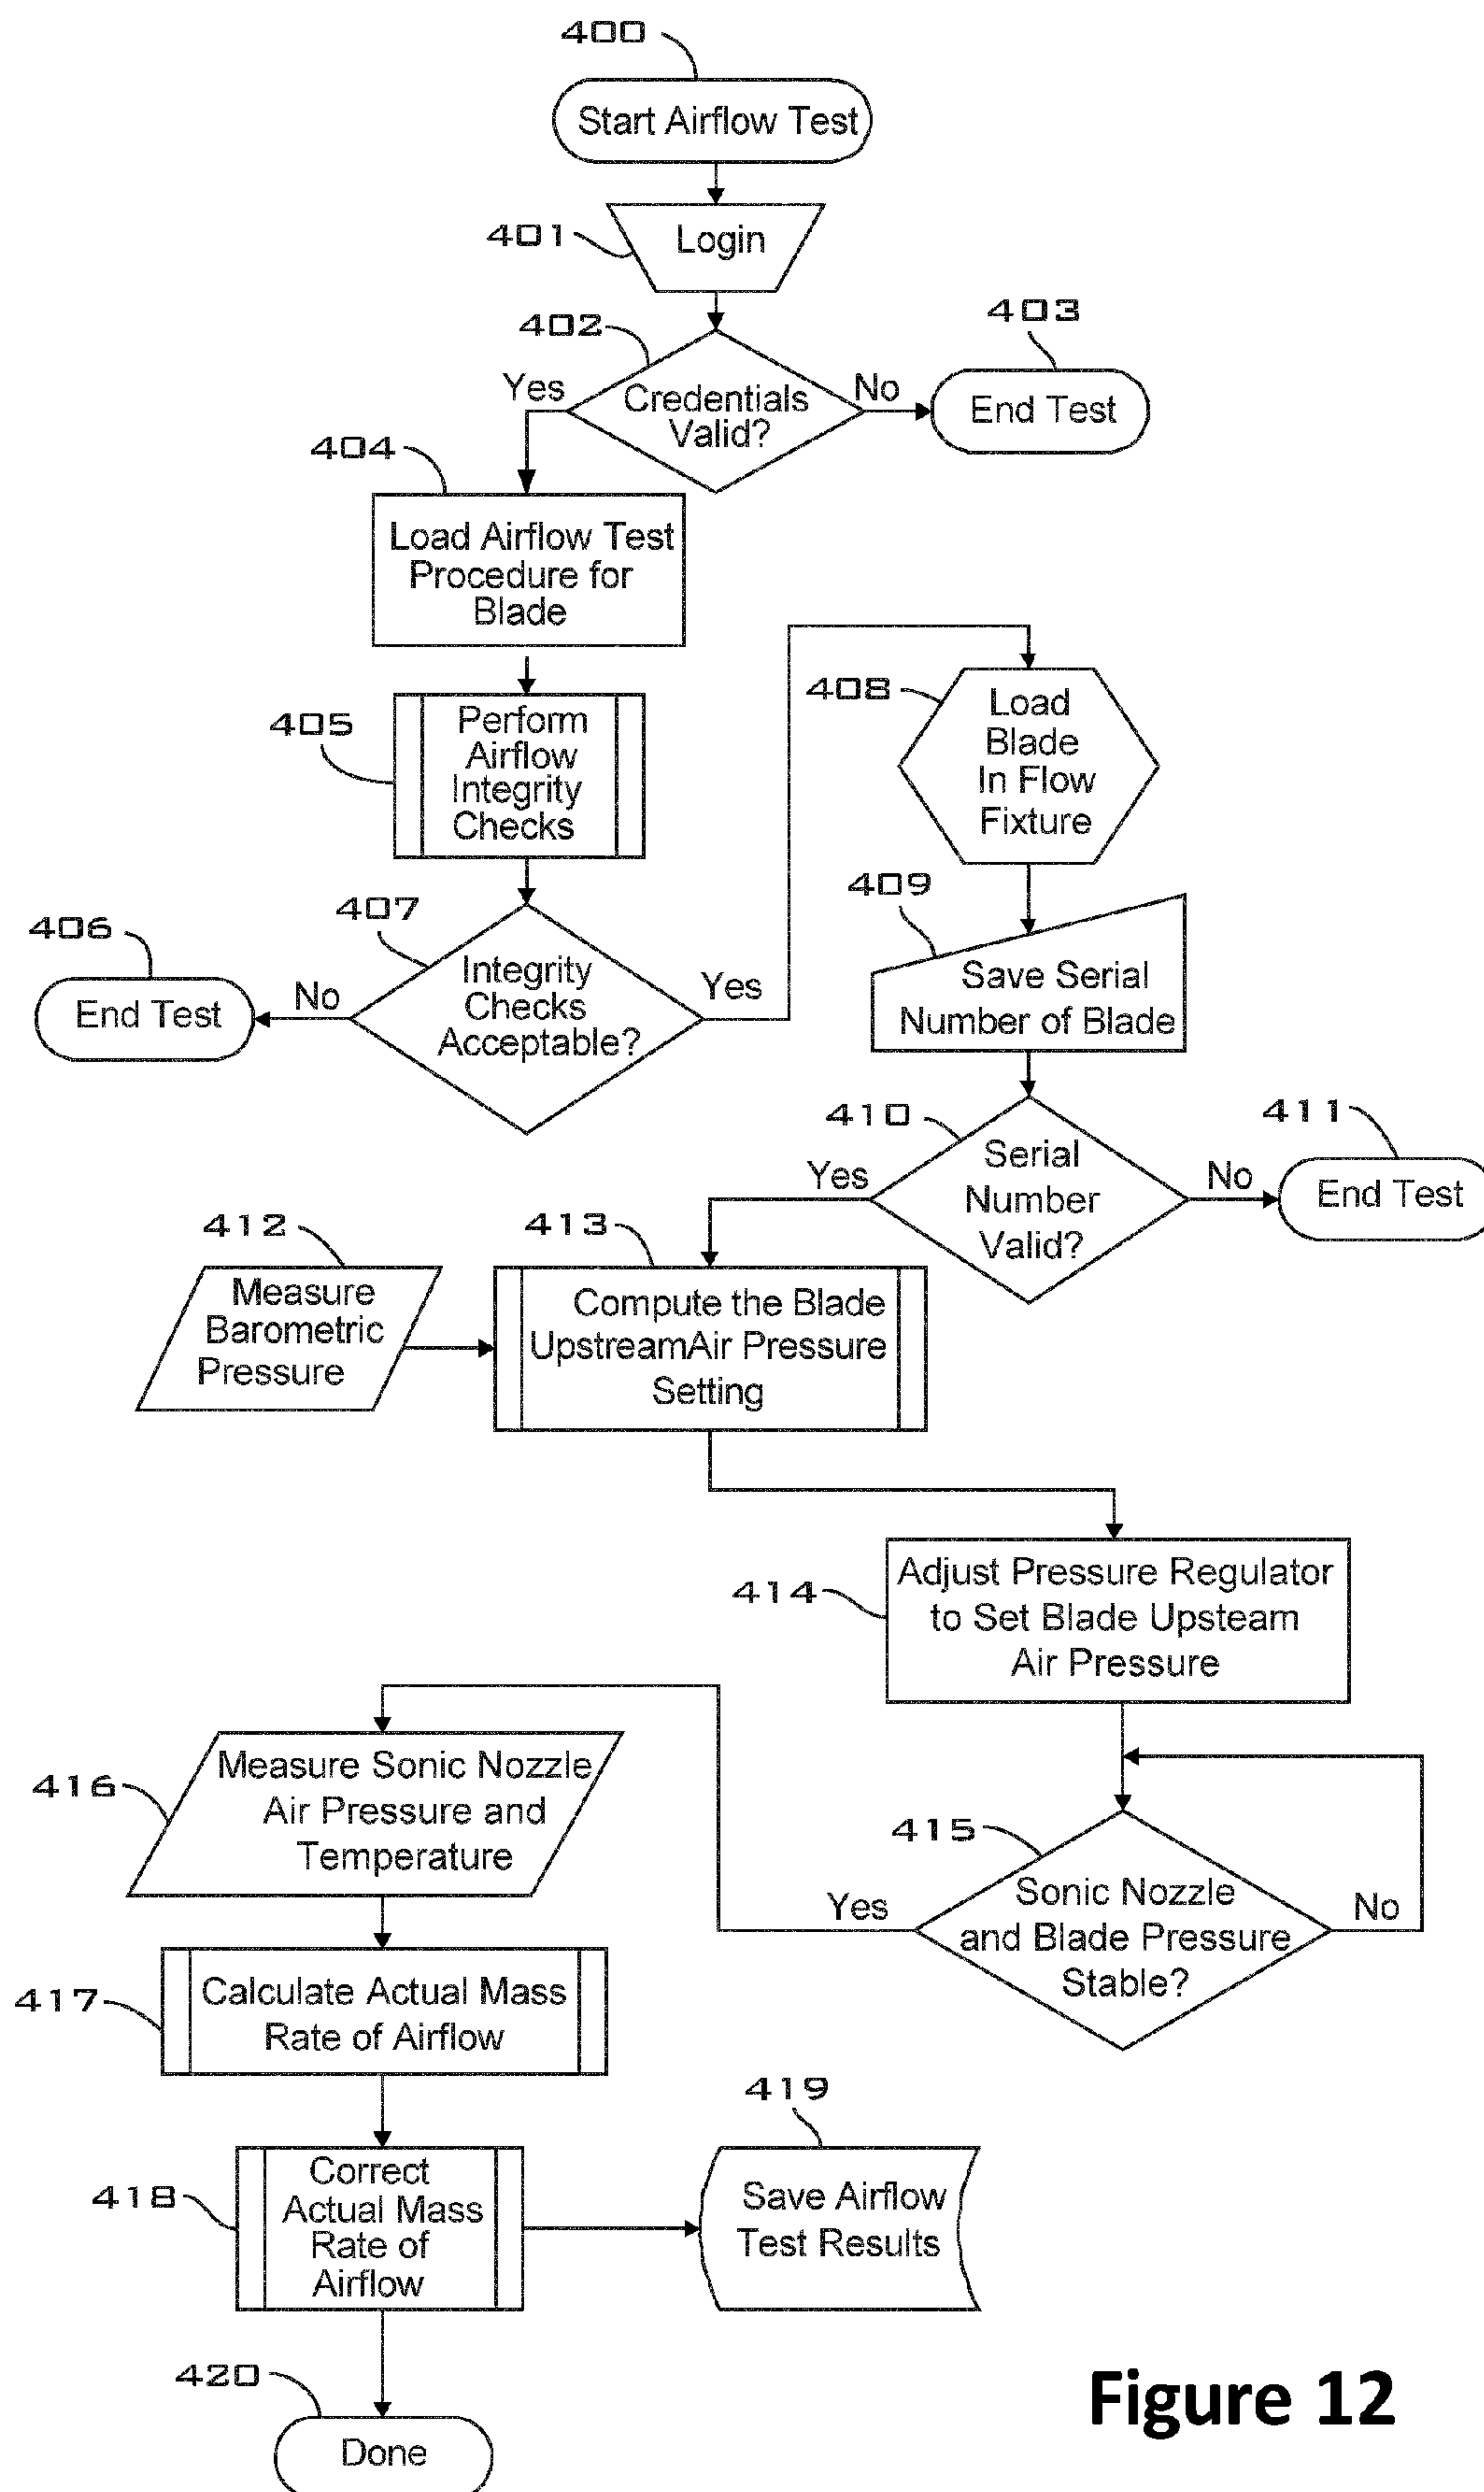 400
Start Airflow Test
401
Login
402
403
Yes
Credentials
Valid?
No
End Test
404
Load Airflow Test
Procedure for
Blade
405
Perform
Airflow
Integrity
Checks
408
Load
Blade
In Flow
Fixture
406
End Test
No
407
Integrity
Checks
Acceptable?
Yes
409
Save Serial
Number of Blade
410
Yes
Serial
Number
Valid?
No
411
End Test
412
Measure
Barometric
Pressure
413
Compute the Blade
UpstreamAir Pressure
Setting
414
Adjust Pressure Regulator
to Set Blade Upsteam
Air Pressure
415
Yes
Sonic Nozzle
and Blade Pressure
Stable?
No
416
Measure Sonic Nozzle
Air Pressure and
Temperature
417
Calculate Actual Mass
Rate of Airflow
418
Correct
Actual Mass
Rate of
Airflow
419
Save Airflow
Test Results
420
Done
Figure 12